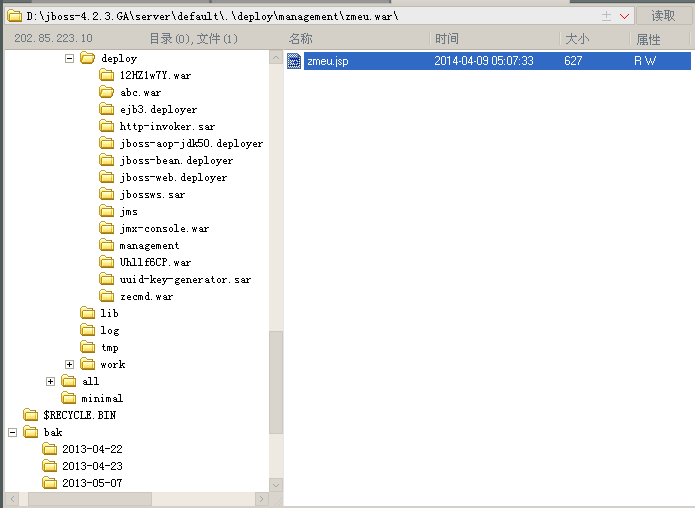 D:\jboss-4.2.3.GA\server\default\.\deploy\management\zmeu.war\ 读取
202.85.223.10 目录(0),文件(1) 名称 时间 大小 属性
zmeu.jsp 2014-04-09 05:07:33 627 R W
deploy
12HZ1w7Y.war
abc.war
ejb3.deployer
http-invoker.sar
jboss-aop-jdk50.deployer
jboss-bean.deployer
jboss-web.deployer
jbossws.sar
jms
jmx-console.war
management
Uhllf6CP.war
uuid-key-generator.sar
zecmd.war
lib
log
tmp
work
all
minimal
$RECYCLE.BIN
bak
2013-04-22
2013-04-23
2013-05-07